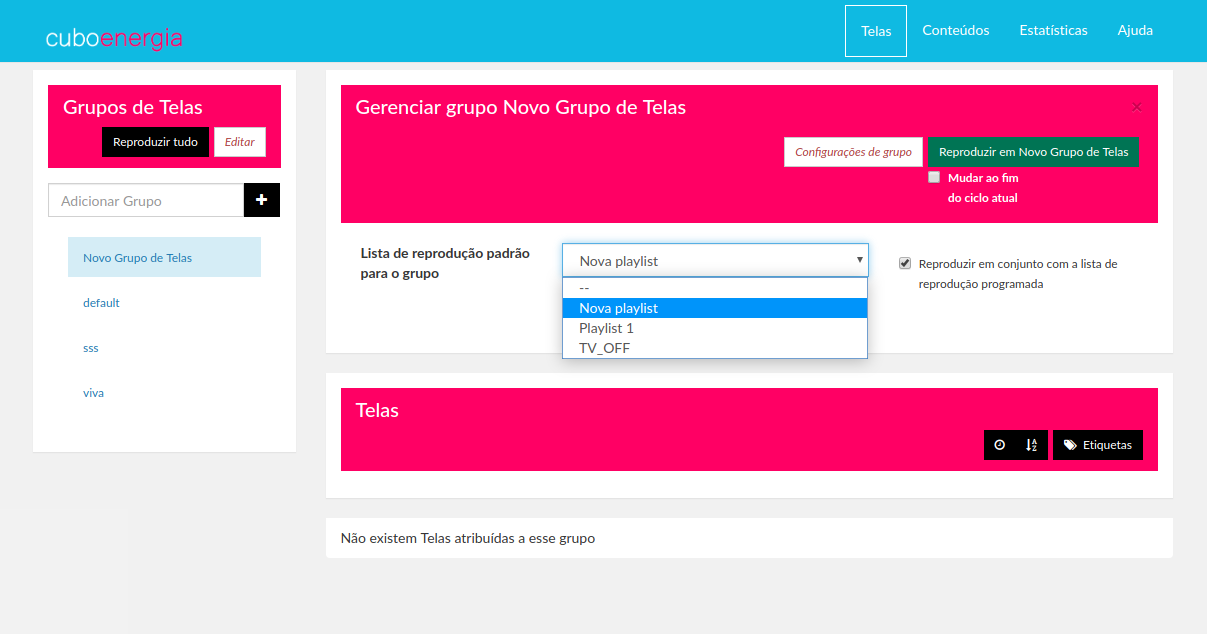 cuboenergia
Telas
Conteúdos
Estatísticas
Ajuda
Grupos de Telas
Reproduzir tudo
Editar
Adicionar Grupo
Novo Grupo de Telas
default
sss
viva
Gerenciar grupo Novo Grupo de Telas
×
Configurações de grupo
Reproduzir em Novo Grupo de Telas
Mudar ao fim
do ciclo atual
Lista de reprodução padrão
para o grupo
Nova playlist
--
Nova playlist
Playlist 1
TV_OFF
Reproduzir em conjunto com a lista de
reprodução programada
Telas
Etiquetas
Não existem Telas atribuídas a esse grupo